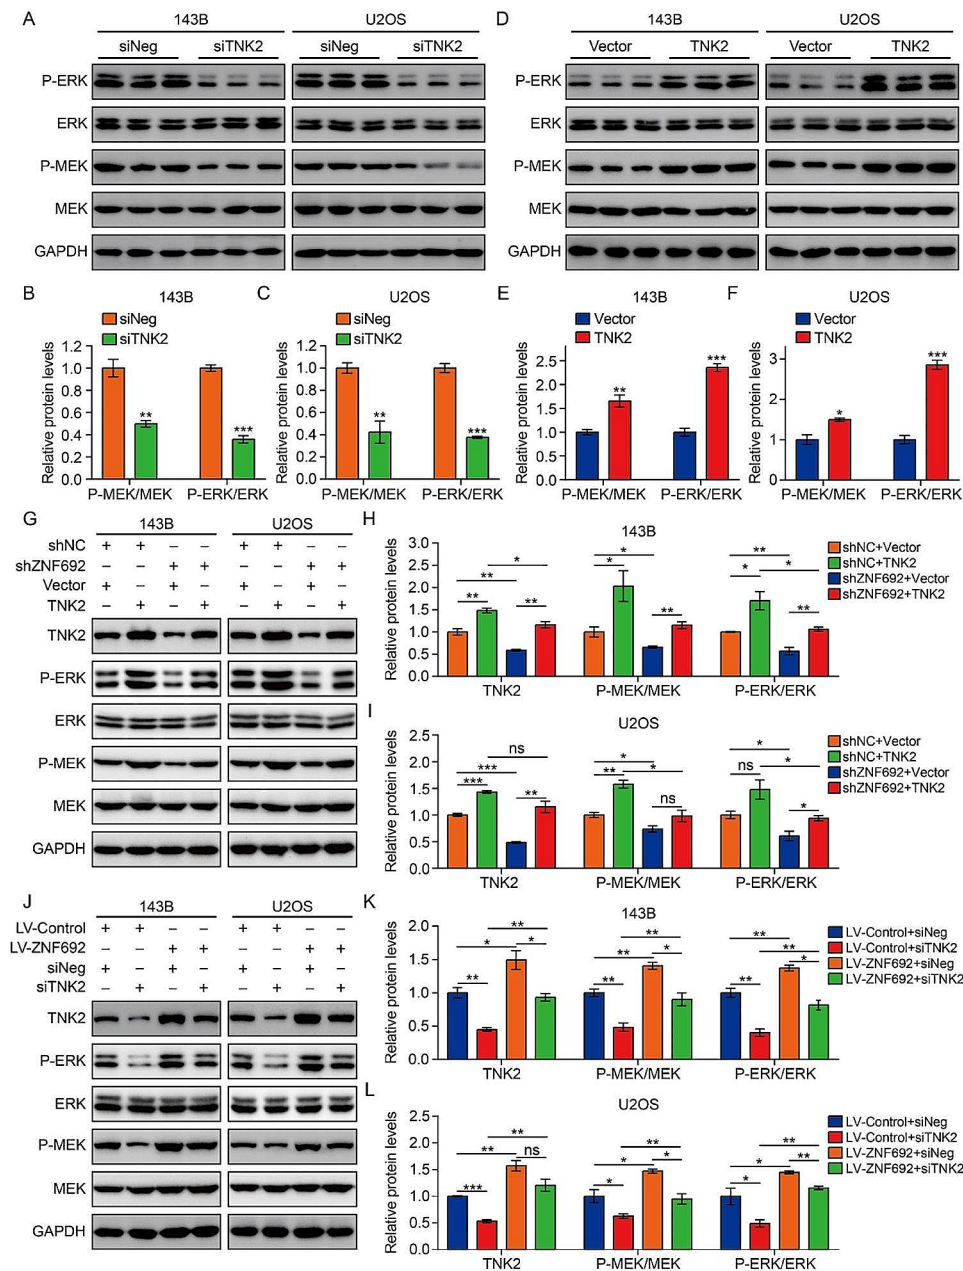 A
143B
U2OS
siNeg
siTNK2
siNeg
siTNK2
P-ERK
ERK
P-MEK
MEK
GAPDH
D
143B
U2OS
Vector
TNK2
Vector
TNK2
P-ERK
ERK
P-MEK
MEK
GAPDH
B
143B
siNeg
siTNK2
Relative protein levels
1.2
1.0
0.8
0.6
0.4
0.2
0.0
**
***
P-MEK/MEK
P-ERK/ERK
C
U2OS
siNeg
siTNK2
Relative protein levels
1.2
1.0
0.8
0.6
0.4
0.2
0.0
**
***
P-MEK/MEK
P-ERK/ERK
E
143B
Vector
TNK2
Relative protein levels
2.5
2.0
1.5
1.0
0.5
0.0
**
***
P-MEK/MEK
P-ERK/ERK
F
U2OS
Vector
TNK2
Relative protein levels
3
2
1
0
*
***
P-MEK/MEK
P-ERK/ERK
G
143B
U2OS
shNC + + – – + + – –
shZNF692 – – + + – – + +
Vector + – + – + – + –
TNK2 – + – + – + – +
TNK2
P-ERK
ERK
P-MEK
MEK
GAPDH
H
143B
Relative protein levels
3.0
2.5
2.0
1.5
1.0
0.5
0.0
*
**
**
**
*
*
**
**
*
*
**
TNK2
P-MEK/MEK
P-ERK/ERK
shNC+Vector
shNC+TNK2
shZNF692+Vector
shZNF692+TNK2
I
U2OS
Relative protein levels
2.5
2.0
1.5
1.0
0.5
0.0
ns
***
***
**
*
**
*
ns
*
ns
*
*
TNK2
P-MEK/MEK
P-ERK/ERK
shNC+Vector
shNC+TNK2
shZNF692+Vector
shZNF692+TNK2
J
143B
U2OS
LV-Control + + – – + + – –
LV-ZNF692 – – + + – – + +
siNeg + – + – + – + –
siTNK2 – + – + – + – +
TNK2
P-ERK
ERK
P-MEK
MEK
GAPDH
K
143B
Relative protein levels
2.0
1.5
1.0
0.5
0.0
**
*
*
**
**
**
*
**
**
**
*
**
TNK2
P-MEK/MEK
P-ERK/ERK
LV-Control+siNeg
LV-Control+siTNK2
LV-ZNF692+siNeg
LV-ZNF692+siTNK2
L
U2OS
Relative protein levels
2.5
2.0
1.5
1.0
0.5
0.0
**
**
ns
***
**
*
*
*
**
*
**
*
TNK2
P-MEK/MEK
P-ERK/ERK
LV-Control+siNeg
LV-Control+siTNK2
LV-ZNF692+siNeg
LV-ZNF692+siTNK2